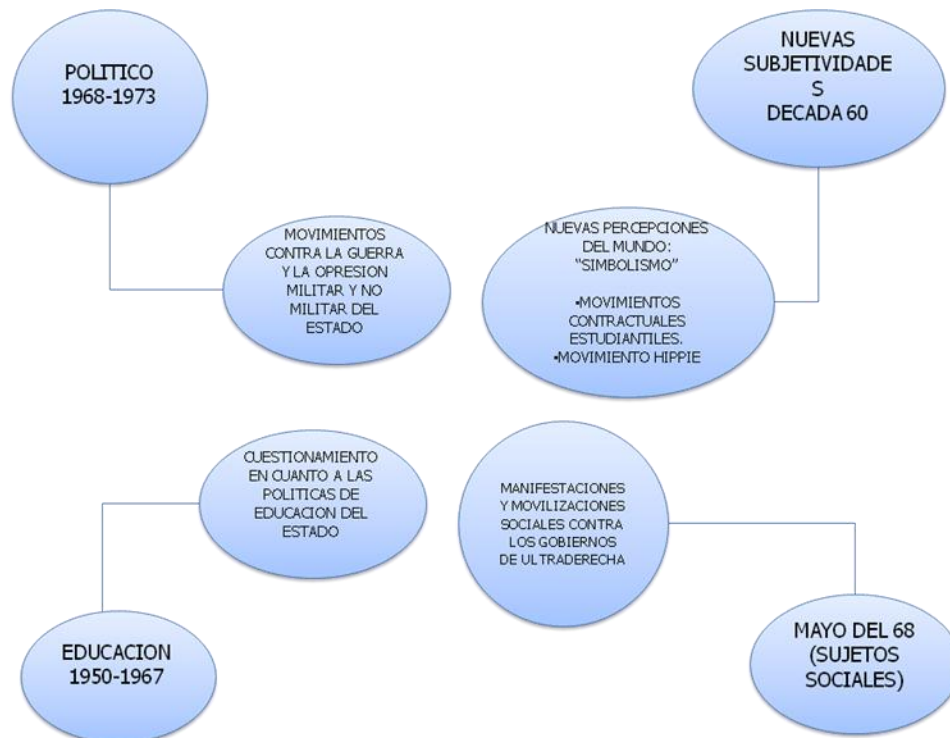 POLITICO
1968-1973
NUEVAS
SUBJETIVIDADE
S
DECADA 60
MOVIMIENTOS
CONTRA LA GUERRA
Y LA OPRESION
MILITAR Y NO
MILITAR DEL
ESTADO
NUEVAS PERCEPCIONES
DEL MUNDO:
“SIMBOLISMO”
•MOVIMIENTOS
CONTRACTUALES
ESTUDIANTILES.
•MOVIMIENTO HIPPIE
CUESTIONAMIENTO
EN CUANTO A LAS
POLITICAS DE
EDUCACION DEL
ESTADO
MANIFESTACIONES
Y MOVILIZACIONES
SOCIALES CONTRA
LOS GOBIERNOS
DE ULTRADERECHA
EDUCACION
1950-1967
MAYO DEL 68
(SUJETOS
SOCIALES)